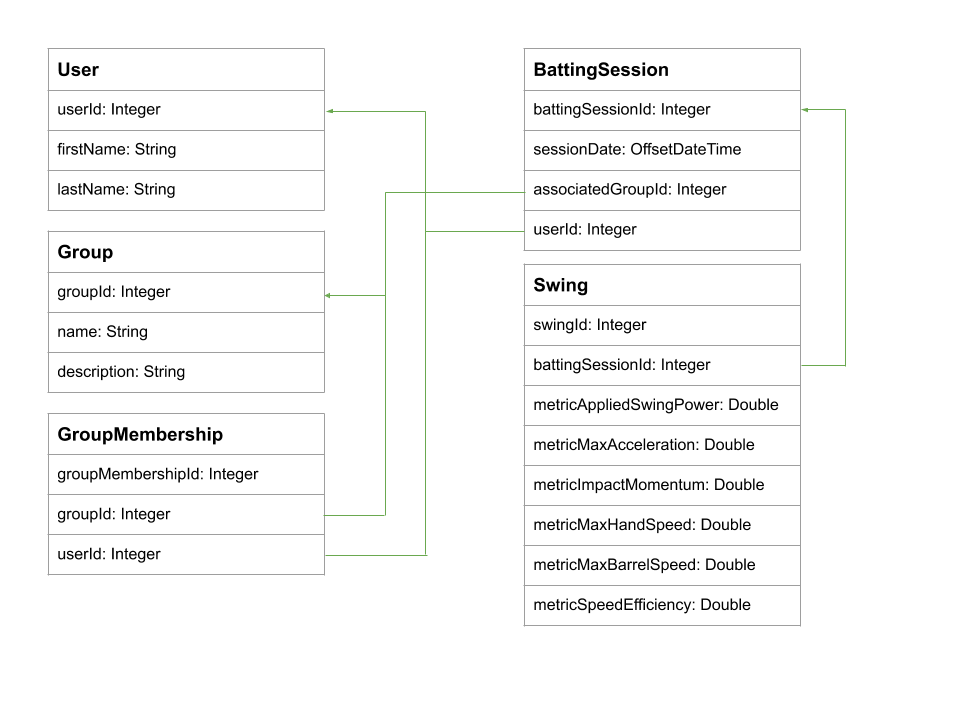 User
userId: Integer
firstName: String
lastName: String
Group
groupId: Integer
name: String
description: String
GroupMembership
groupMembershipId: Integer
groupId: Integer
userId: Integer
BattingSession
battingSessionId: Integer
sessionDate: OffsetDateTime
associatedGroupId: Integer
userId: Integer
Swing
swingId: Integer
battingSessionId: Integer
metricAppliedSwingPower: Double
metricMaxAcceleration: Double
metricImpactMomentum: Double
metricMaxHandSpeed: Double
metricMaxBarrelSpeed: Double
metricSpeedEfficiency: Double